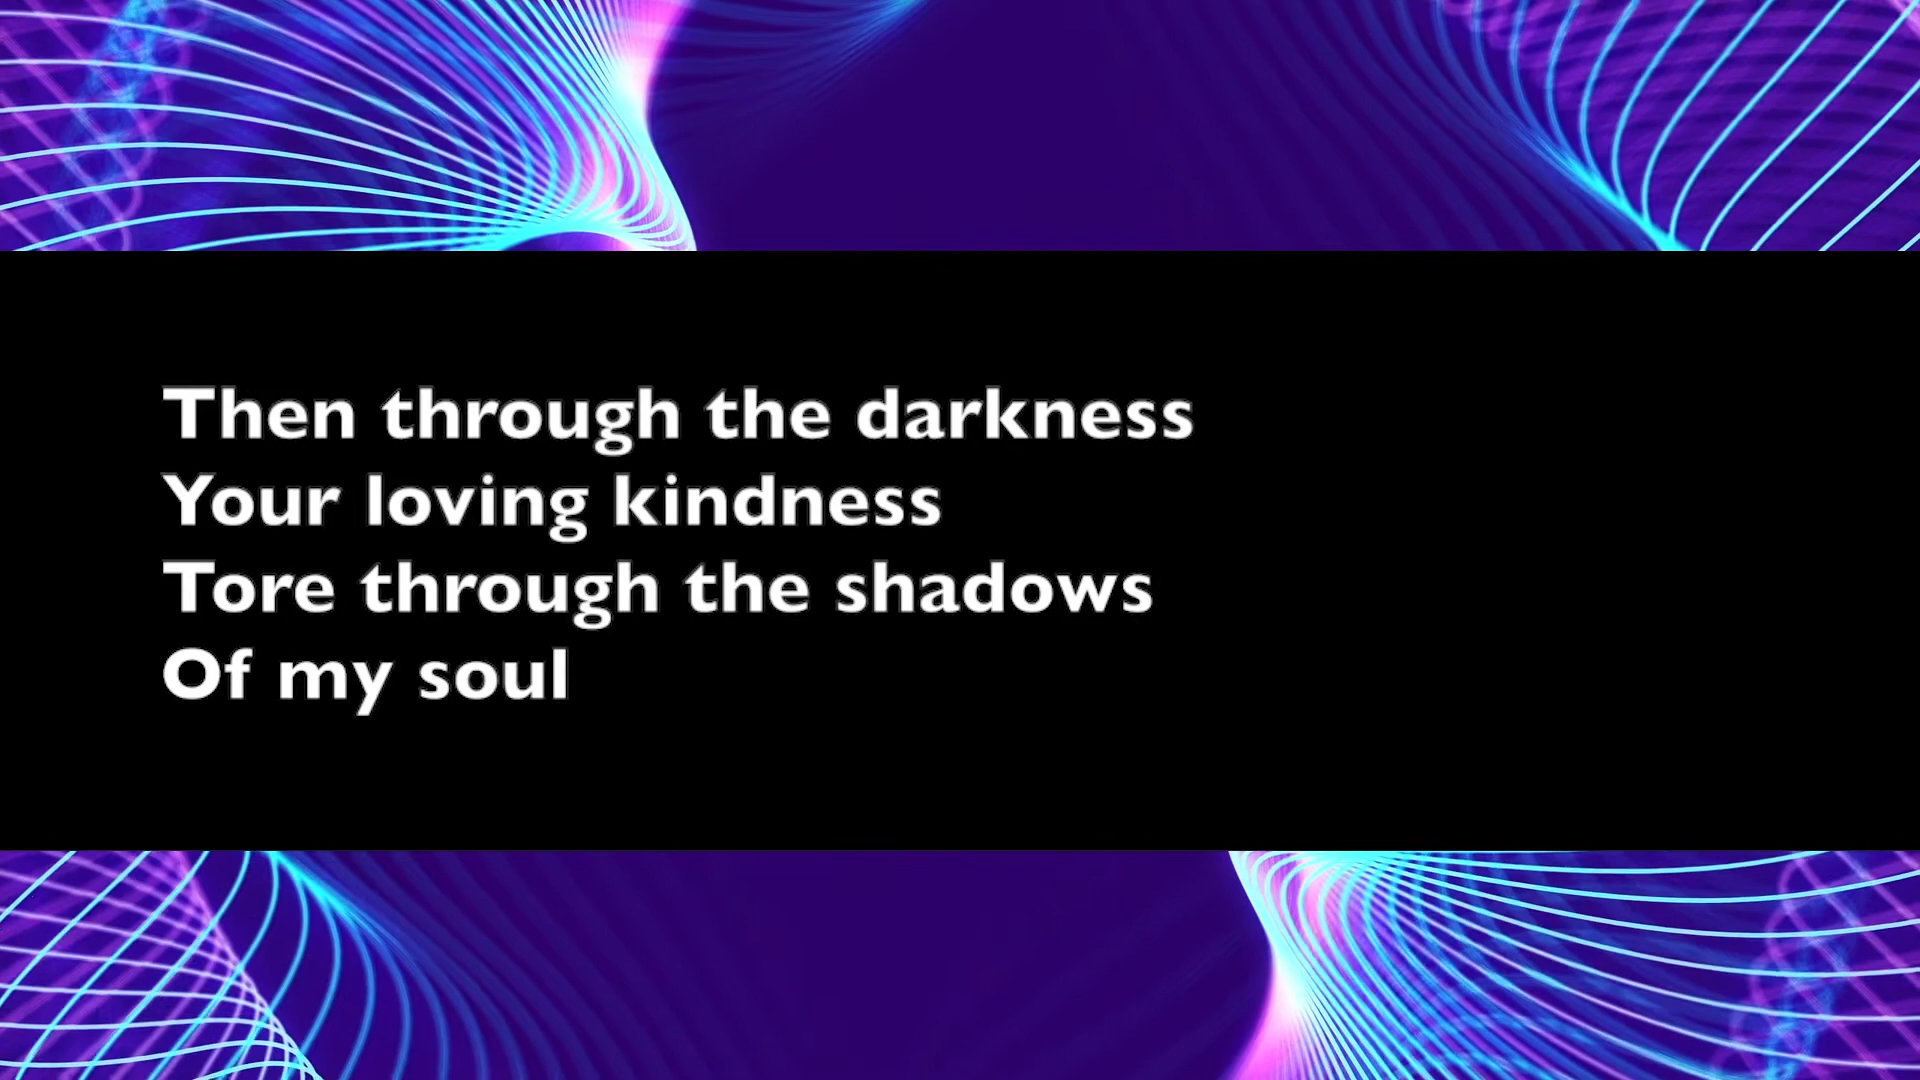 Then through the darkness
Your loving kindness
Tore through the shadows
Of my soul